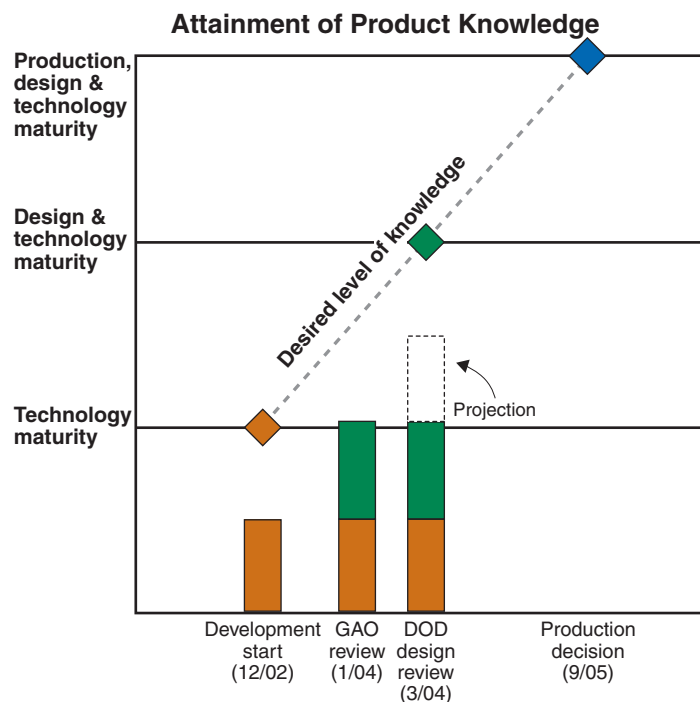 Attainment of Product Knowledge
Production,
design &
technology
maturity
Design &
technology
maturity
Desired level of knowledge
Projection
Technology
maturity
Development
start
(12/02)
GAO
review
(1/04)
DOD
design
review
(3/04)
Production
decision
(9/05)